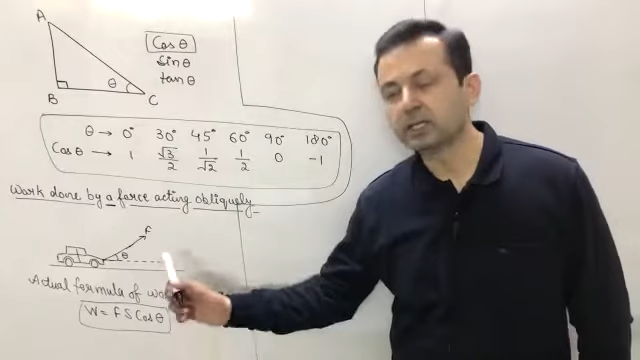 A
Cos θ
Sin θ
tan θ
θ
B
C
θ → 0° 30° 45° 60° 90° 180°
Cos θ → 1 √3/2 1/√2 1/2 0 -1
Work done by a force acting obliquely
F
θ
Actual formula of
W = F S Cos θ